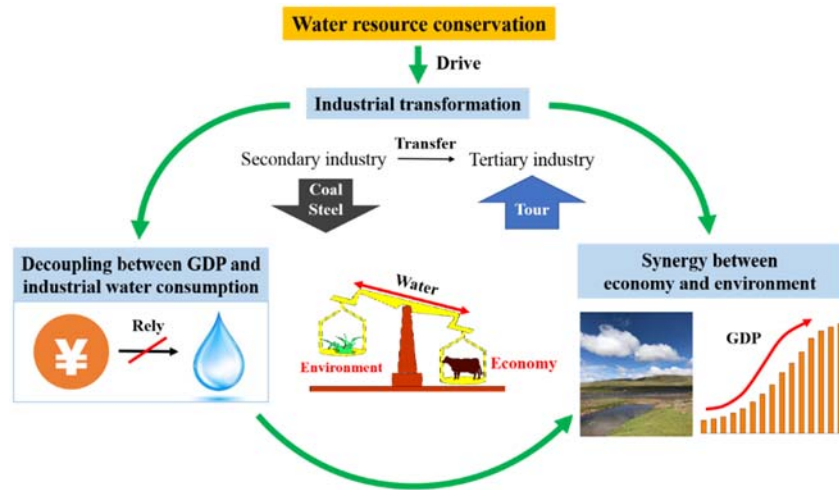 Water resource conservation
Drive
Industrial transformation
Transfer
Secondary industry
Tertiary industry
Coal
Steel
Tour
Decoupling between GDP and
industrial water consumption
Rely
¥
Water
Environment
Economy
Synergy between
economy and environment
GDP